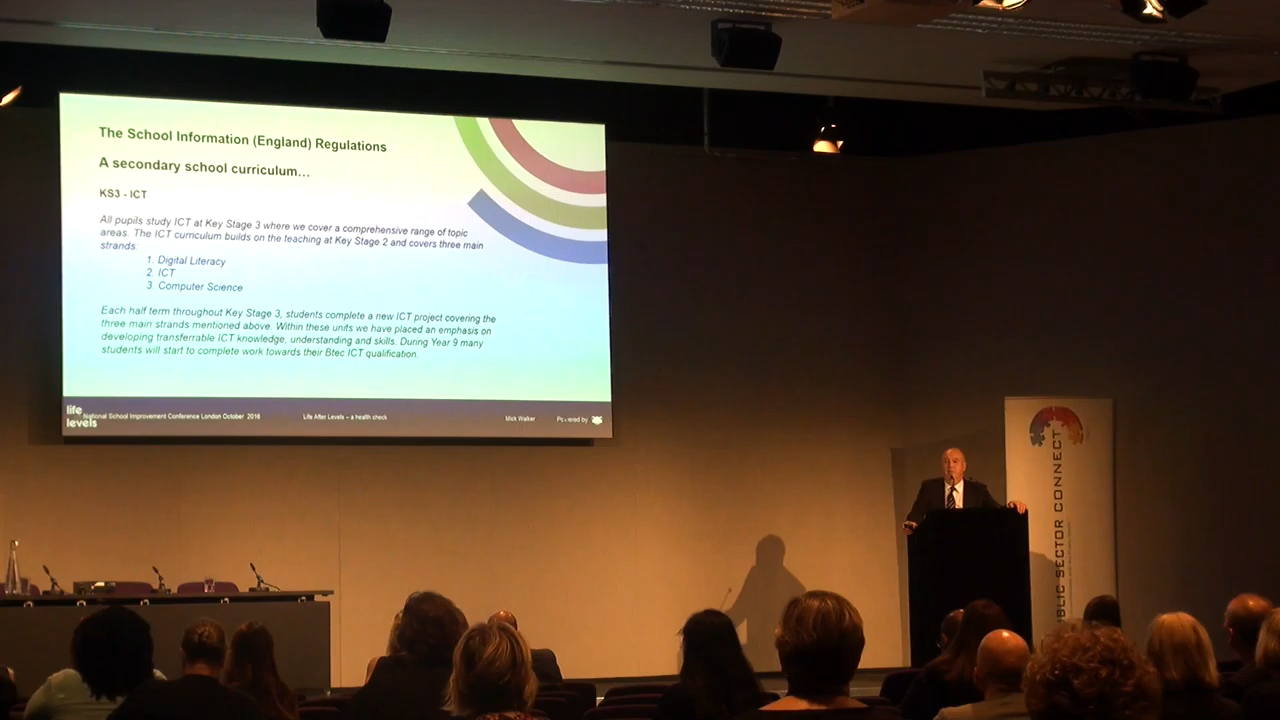 The School Information (England) Regulations
A secondary school curriculum...
KS3 - ICT
All pupils study ICT at Key Stage 3 where we cover a comprehensive range of topic
areas. The ICT curriculum builds on the teaching at Key Stage 2 and covers three main
strands:
1. Digital Literacy
2. ICT
3. Computer Science
Each half term throughout Key Stage 3, students complete a new ICT project covering the
three main strands mentioned above. Within these units we have placed an emphasis on
developing transferrable ICT knowledge, understanding and skills. During Year 9 many
students will start to complete work towards their Btec ICT qualification.
life
levels
National School Improvement Conference London October 2016
Life After Levels – a health check
Mick Walker
Powered by
BLIC SECTOR CONNECT